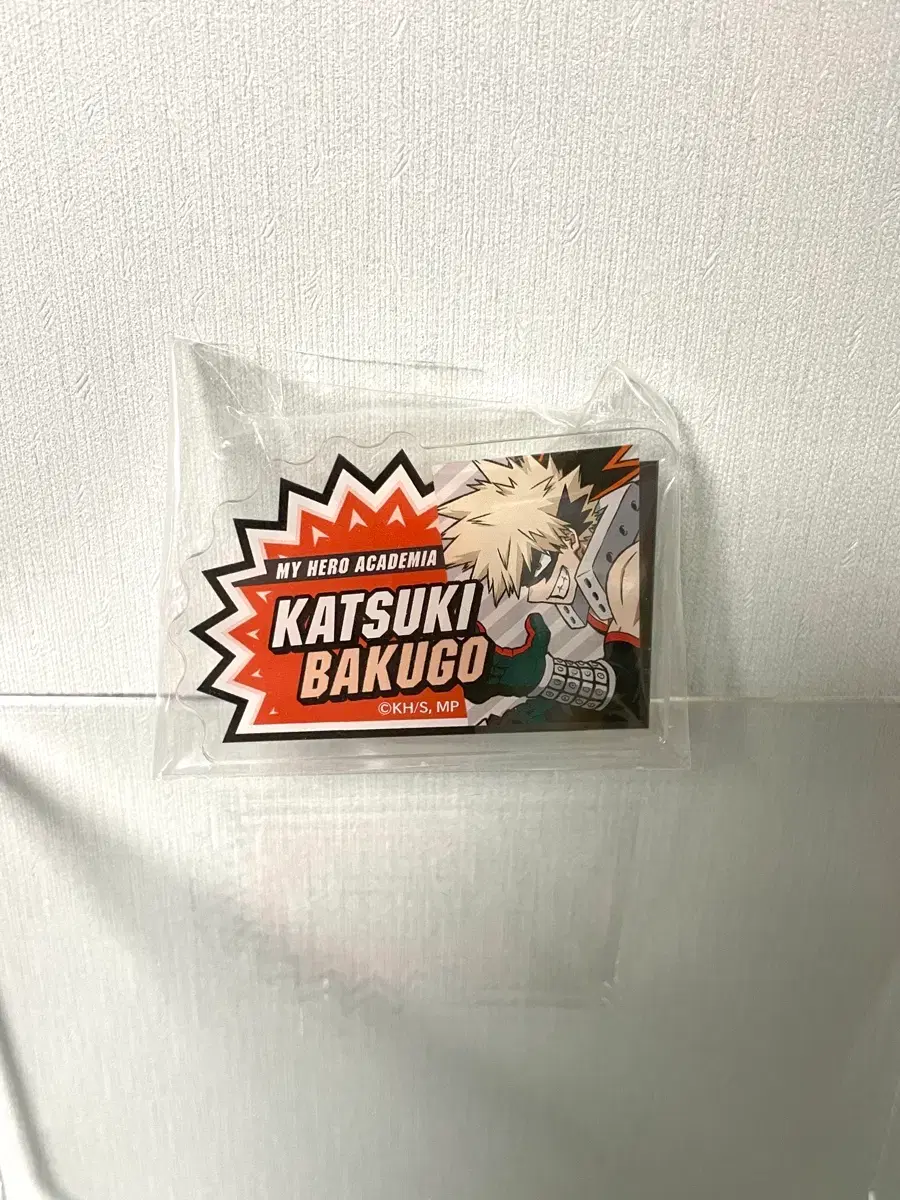 MY HERO ACADEMIA
KATSUKI
BAKUGO
©KH/S, MP